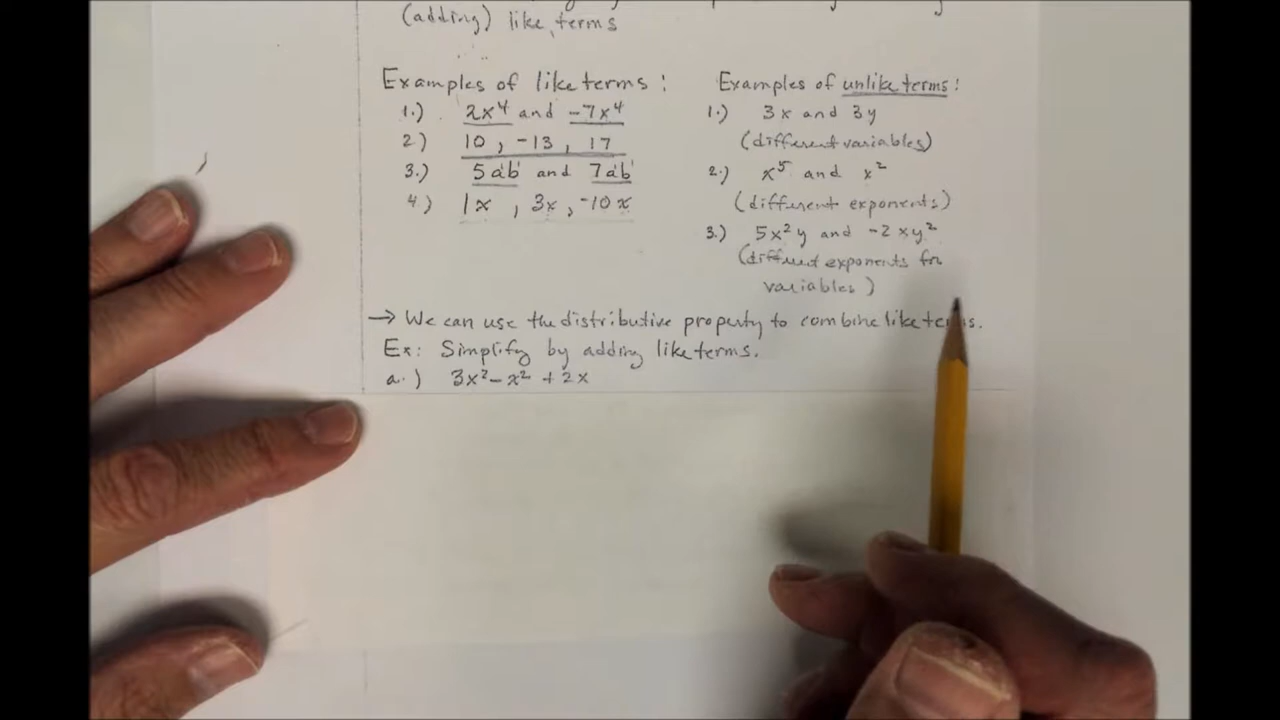 (adding) like terms
Examples of like terms:
1.) 2x⁴ and -7x⁴
2) 10, -13, 17
3.) 5ab and 7ab
4) 1x, 3x, -10x
Examples of unlike terms:
1.) 3x and 3y
(different variables)
2.) x⁵ and x²
(different exponents)
3.) 5x²y and -2xy²
(different exponents for
variables)
→ We can use the distributive property to combine like terms.
Ex: Simplify by adding like terms.
a.) 3x² - x² + 2x